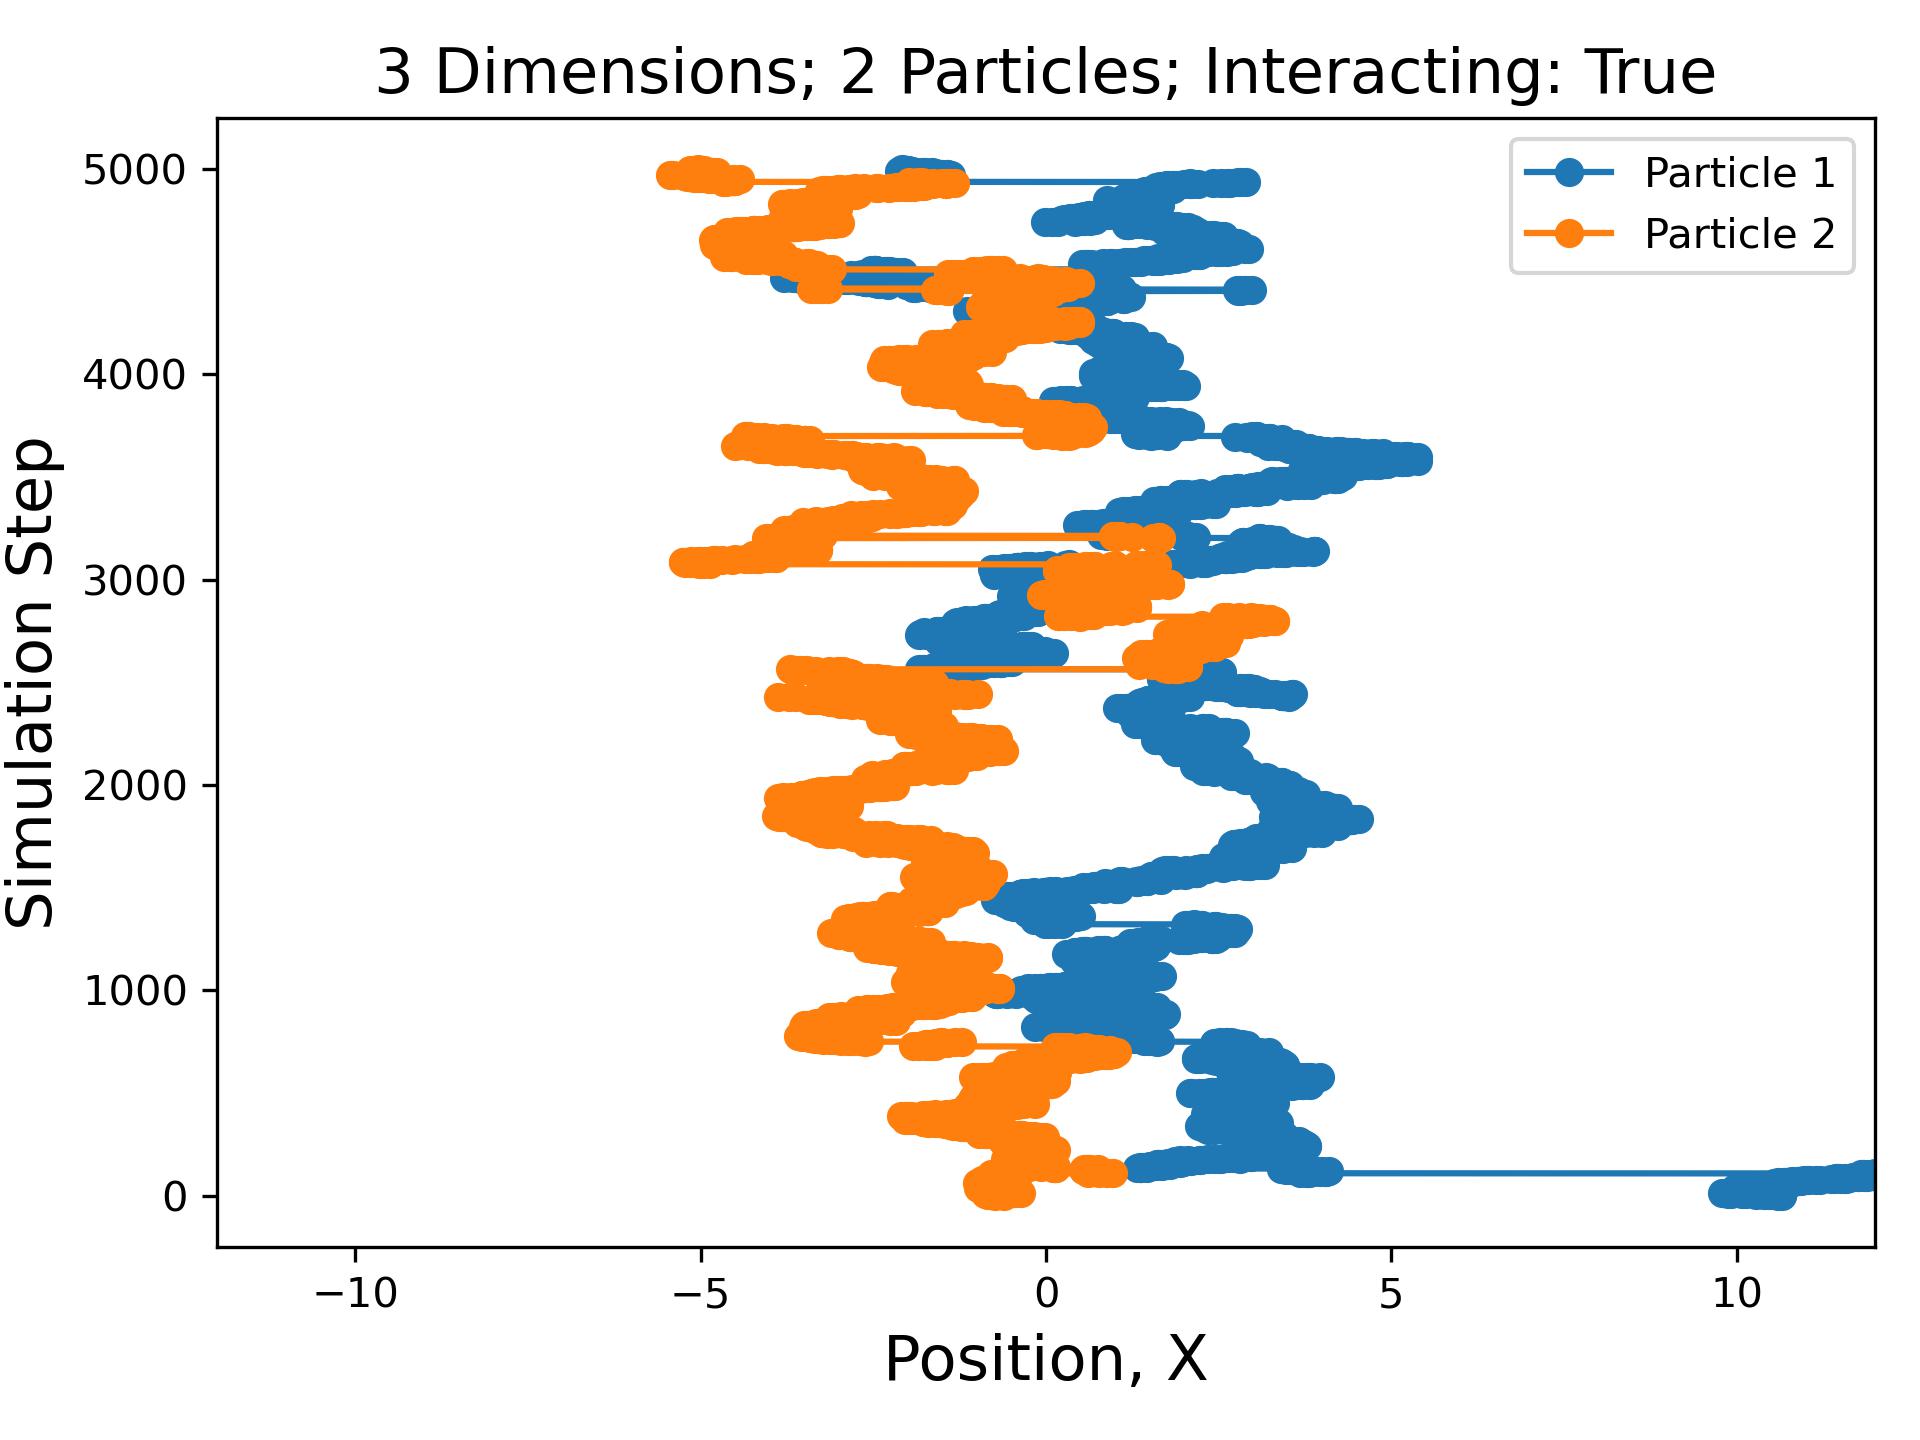 3 Dimensions; 2 Particles; Interacting: True
Particle 1
Particle 2
Simulation Step
5000
4000
3000
2000
1000
0
−10
−5
0
5
10
Position, X